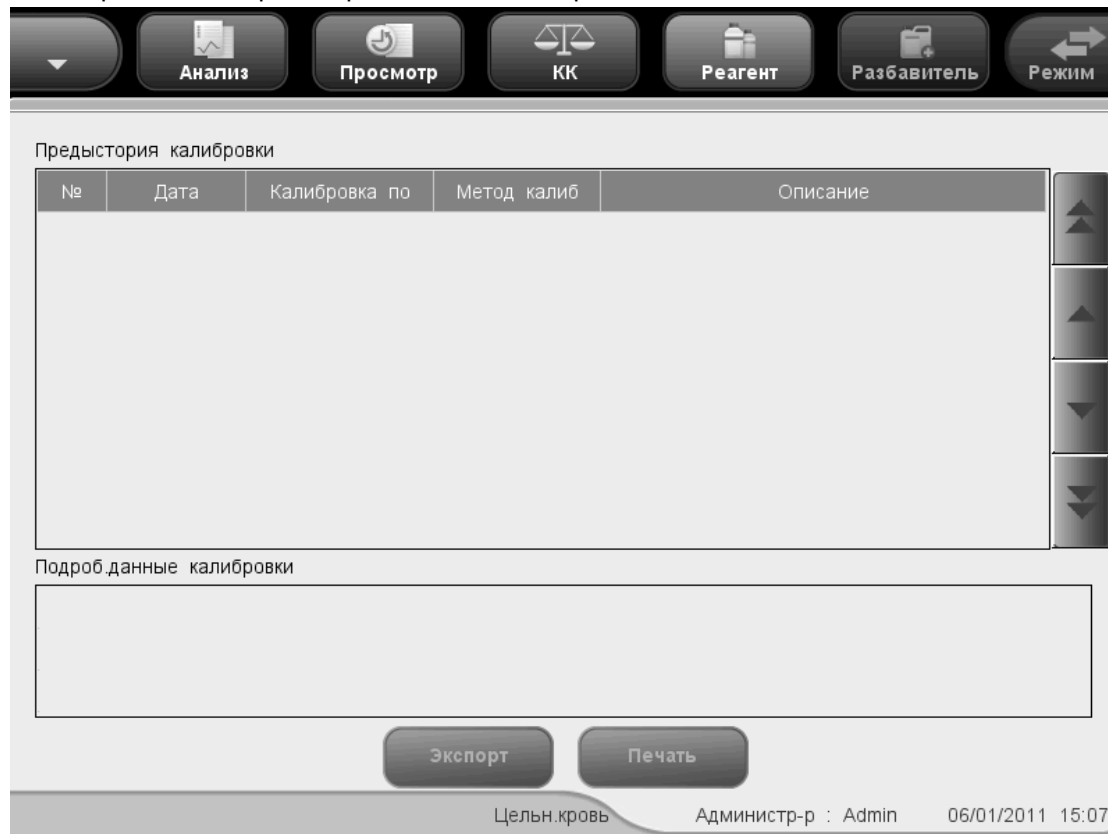 Анализ Просмотр КК Реагент Разбавитель Режим
Предыстория калибровки
№ Дата Калибровка по Метод калиб Описание
Подроб.данные калибровки
Экспорт Печать
Цельн.кровь Администр-р : Admin 06/01/2011 15:07